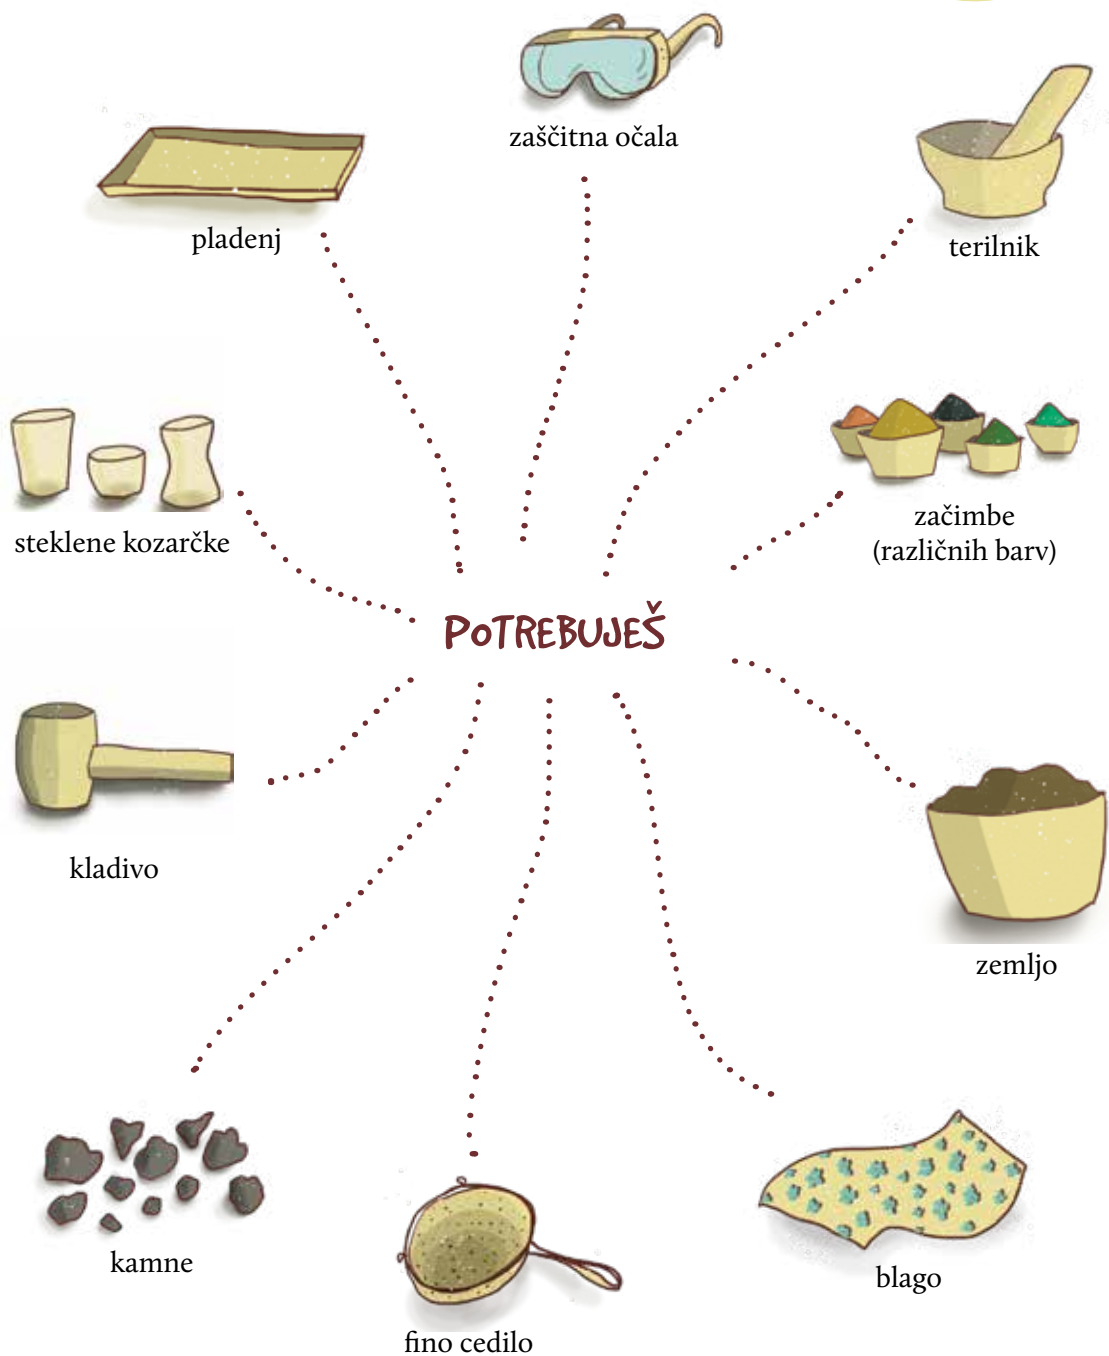 zaščitna očala
pladenj
terilnik
steklene kozarčke
začimbe
(različnih barv)
POTREBUJEŠ
kladivo
zemljo
kamne
blago
fino cedilo